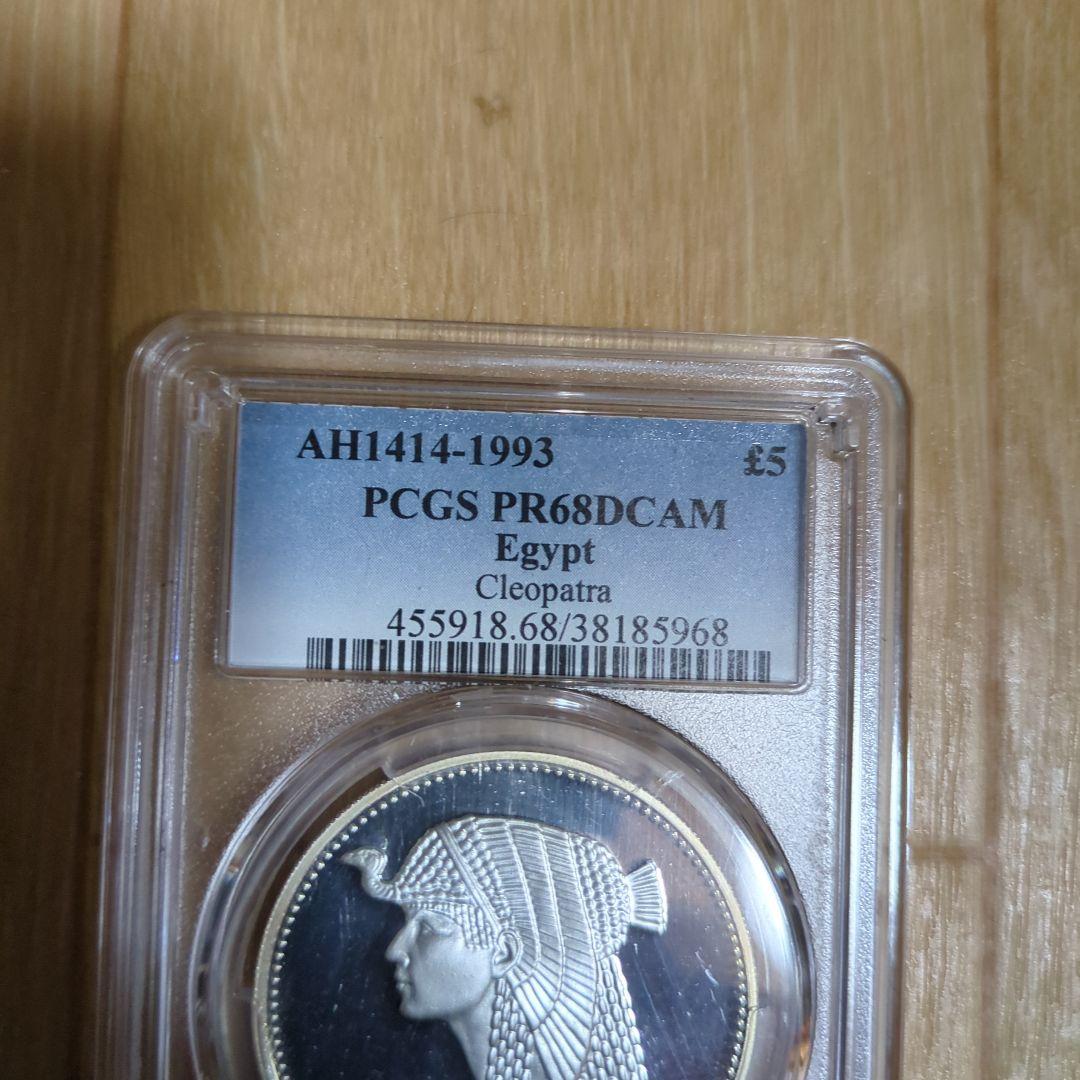 AH1414-1993 £5
PCGS PR68DCAM
Egypt
Cleopatra
455918.68/38185968